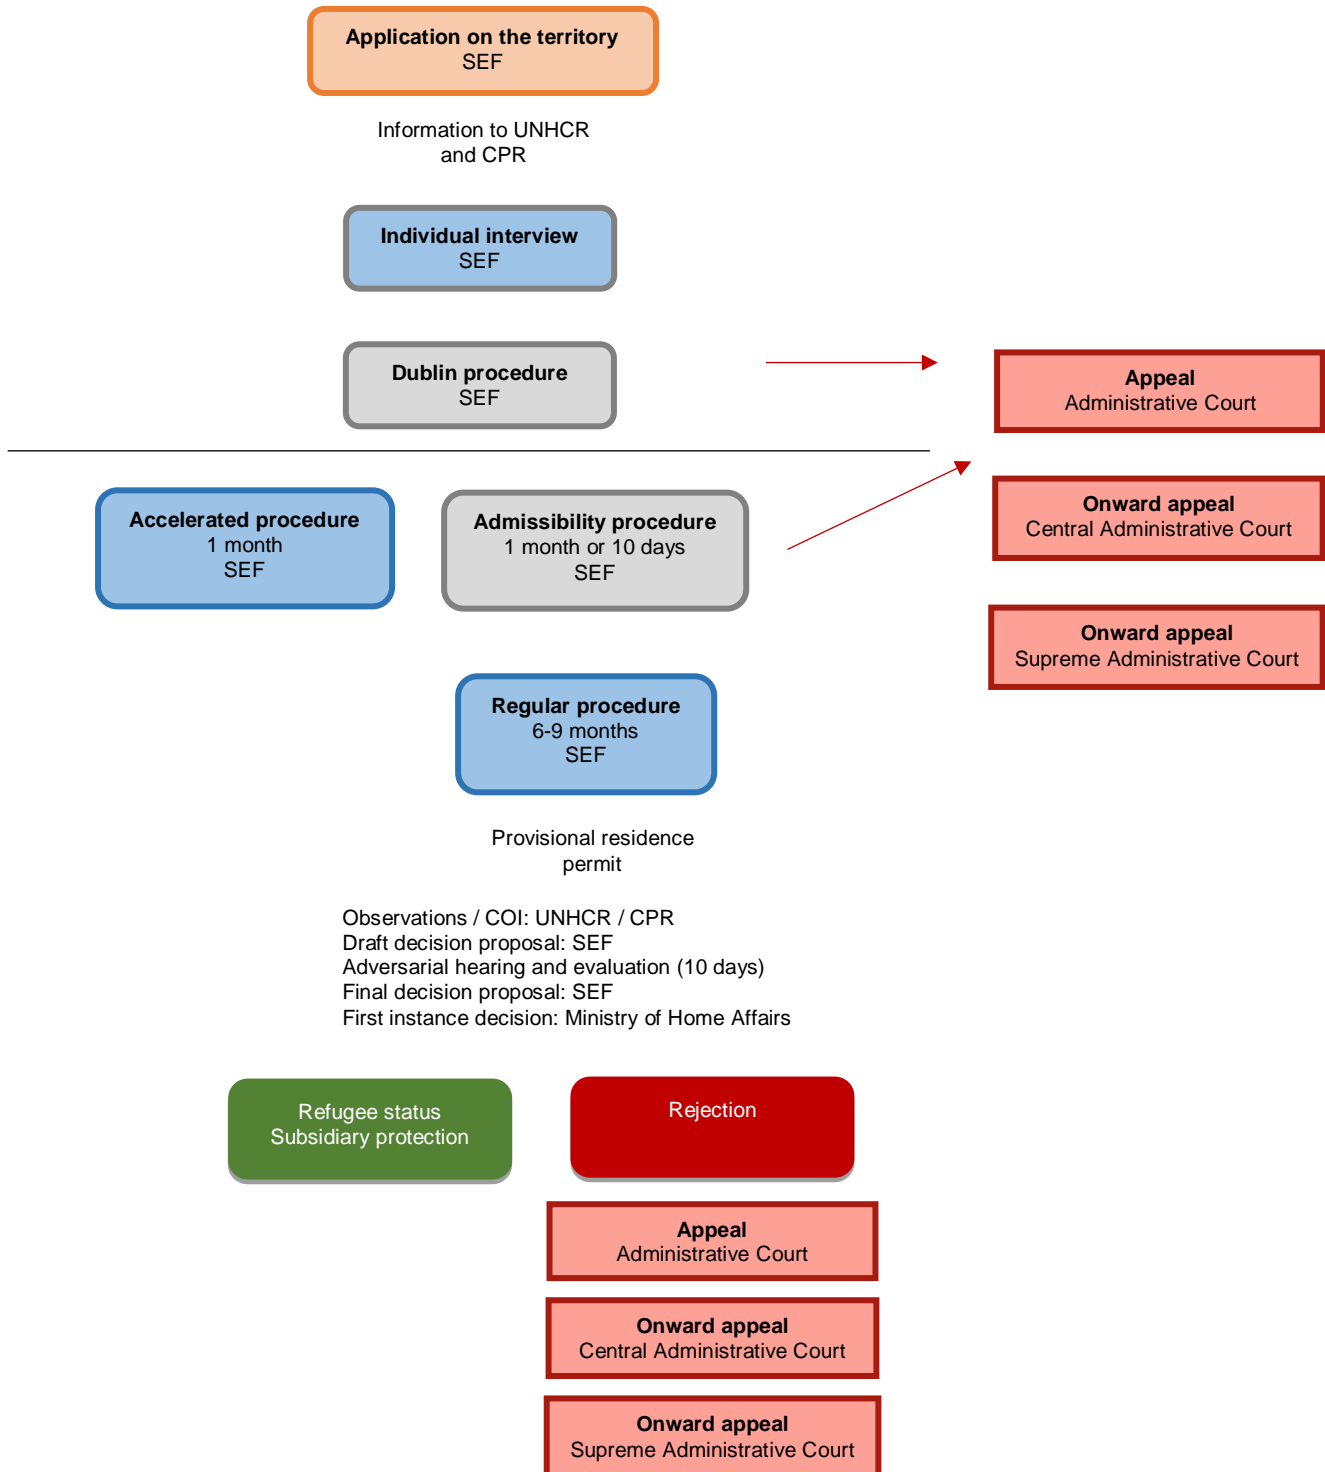 Application on the territory
SEF
Information to UNHCR
and CPR
Individual interview
SEF
Dublin procedure
SEF
Appeal
Administrative Court
Accelerated procedure
1 month
SEF
Admissibility procedure
1 month or 10 days
SEF
Onward appeal
Central Administrative Court
Onward appeal
Supreme Administrative Court
Regular procedure
6-9 months
SEF
Provisional residence
permit
Observations / COI: UNHCR / CPR
Draft decision proposal: SEF
Adversarial hearing and evaluation (10 days)
Final decision proposal: SEF
First instance decision: Ministry of Home Affairs
Refugee status
Subsidiary protection
Rejection
Appeal
Administrative Court
Onward appeal
Central Administrative Court
Onward appeal
Supreme Administrative Court